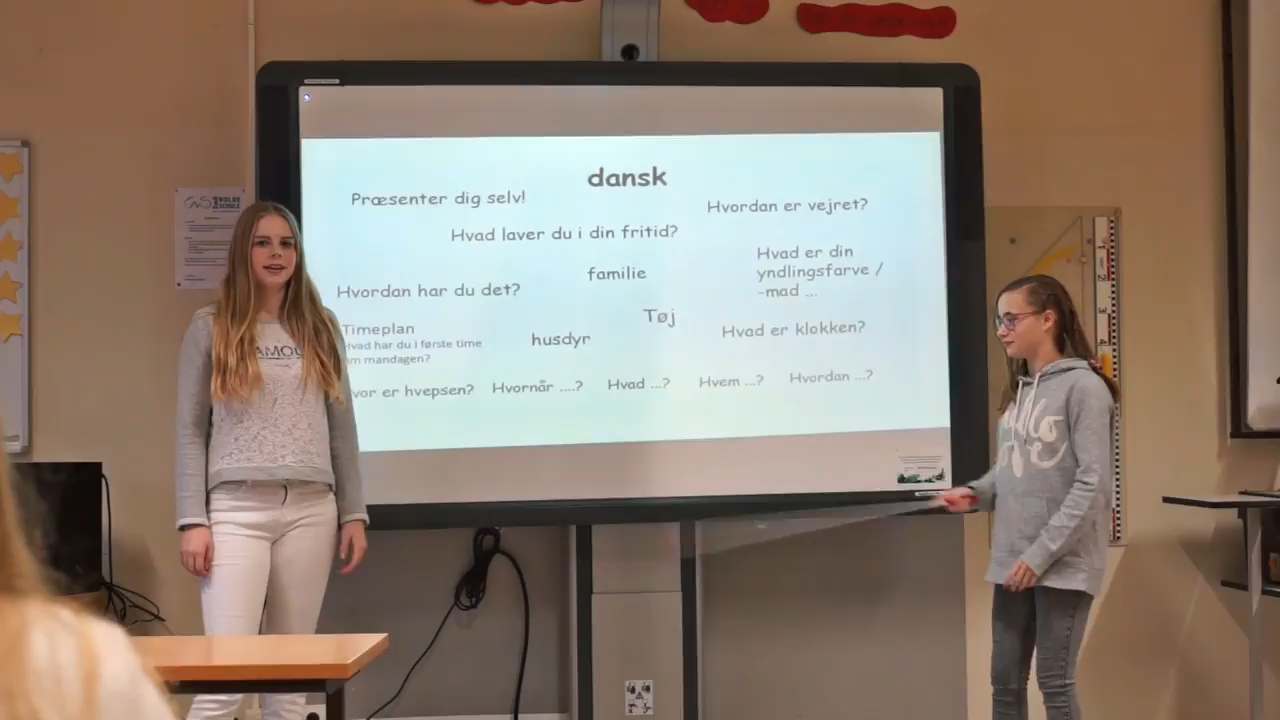 dansk
Præsenter dig selv!
Hvordan er vejret?
Hvad laver du i din fritid?
Hvad er din
yndlingsfarve /
-mad ...
familie
Hvordan har du det?
Tøj
Timeplan
hvad har du i første time
om mandagen?
husdyr
Hvad er klokken?
vor er hvepsen?
Hvornår ....?
Hvad ...?
Hvem ...?
Hvordan ...?